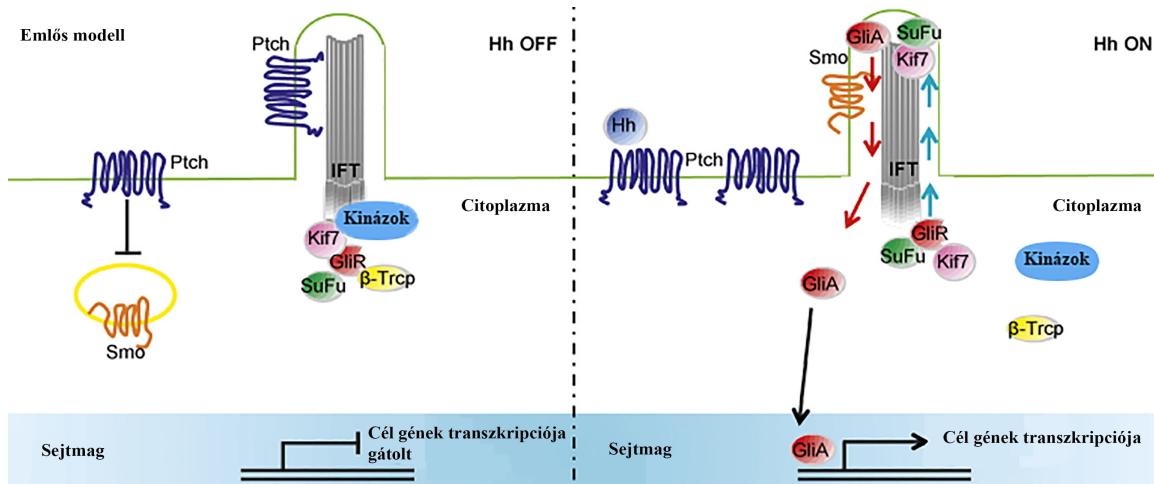 Emlős modell
Ptch
Hh OFF
Ptch
IFT
Citoplazma
Kinázok
Kif7
GliR
β-Trcp
SuFu
Smo
Sejtmag
Cél gének transzkripciója
gátolt
Hh ON
GliA
SuFu
Kif7
Smo
Hh
Ptch
IFT
Citoplazma
GliR
SuFu
Kif7
Kinázok
GliA
β-Trcp
Sejtmag
GliA
Cél gének transzkripciója